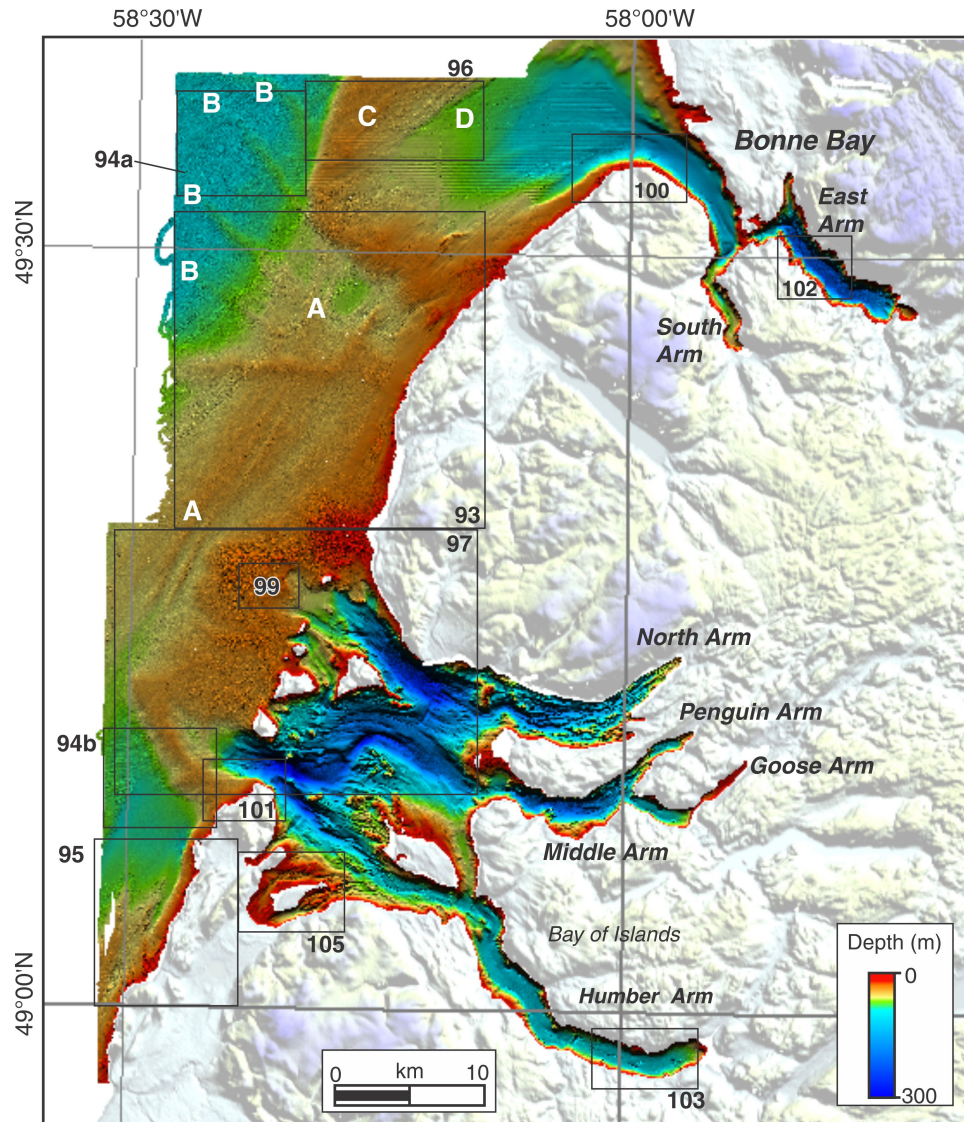 58°30'W
58°00'W
96
B
B
C
D
94a
Bonne Bay
B
100
East
Arm
49°30'N
B
102
A
South
Arm
A
93
97
99
North Arm
Penguin Arm
94b
Goose Arm
101
Middle Arm
95
105
Bay of Islands
Depth (m)
0
49°00'N
Humber Arm
0
km
10
300
103